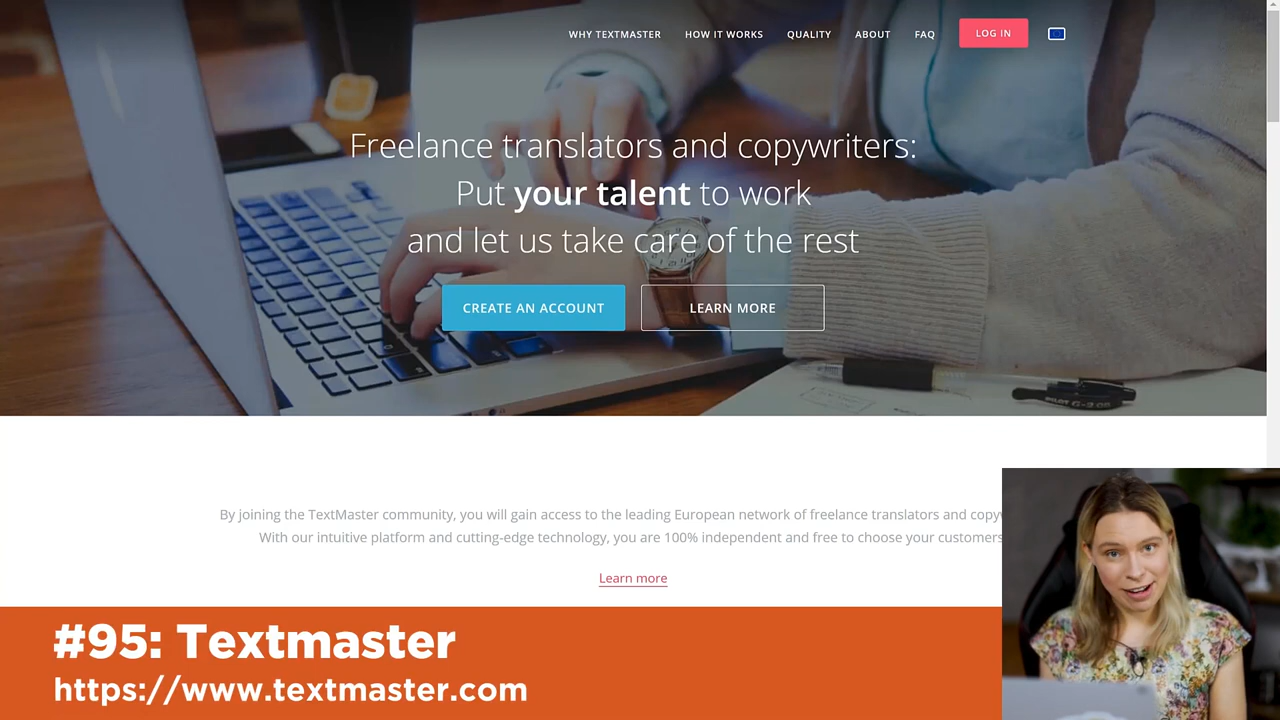 WHY TEXTMASTER HOW IT WORKS QUALITY ABOUT FAQ LOG IN
Freelance translators and copywriters:
Put your talent to work
and let us take care of the rest
CREATE AN ACCOUNT LEARN MORE
PILOT G-2
By joining the TextMaster community, you will gain access to the leading European network of freelance translators and copyw
With our intuitive platform and cutting-edge technology, you are 100% independent and free to choose your customers
Learn more
#95: Textmaster
https://www.textmaster.com